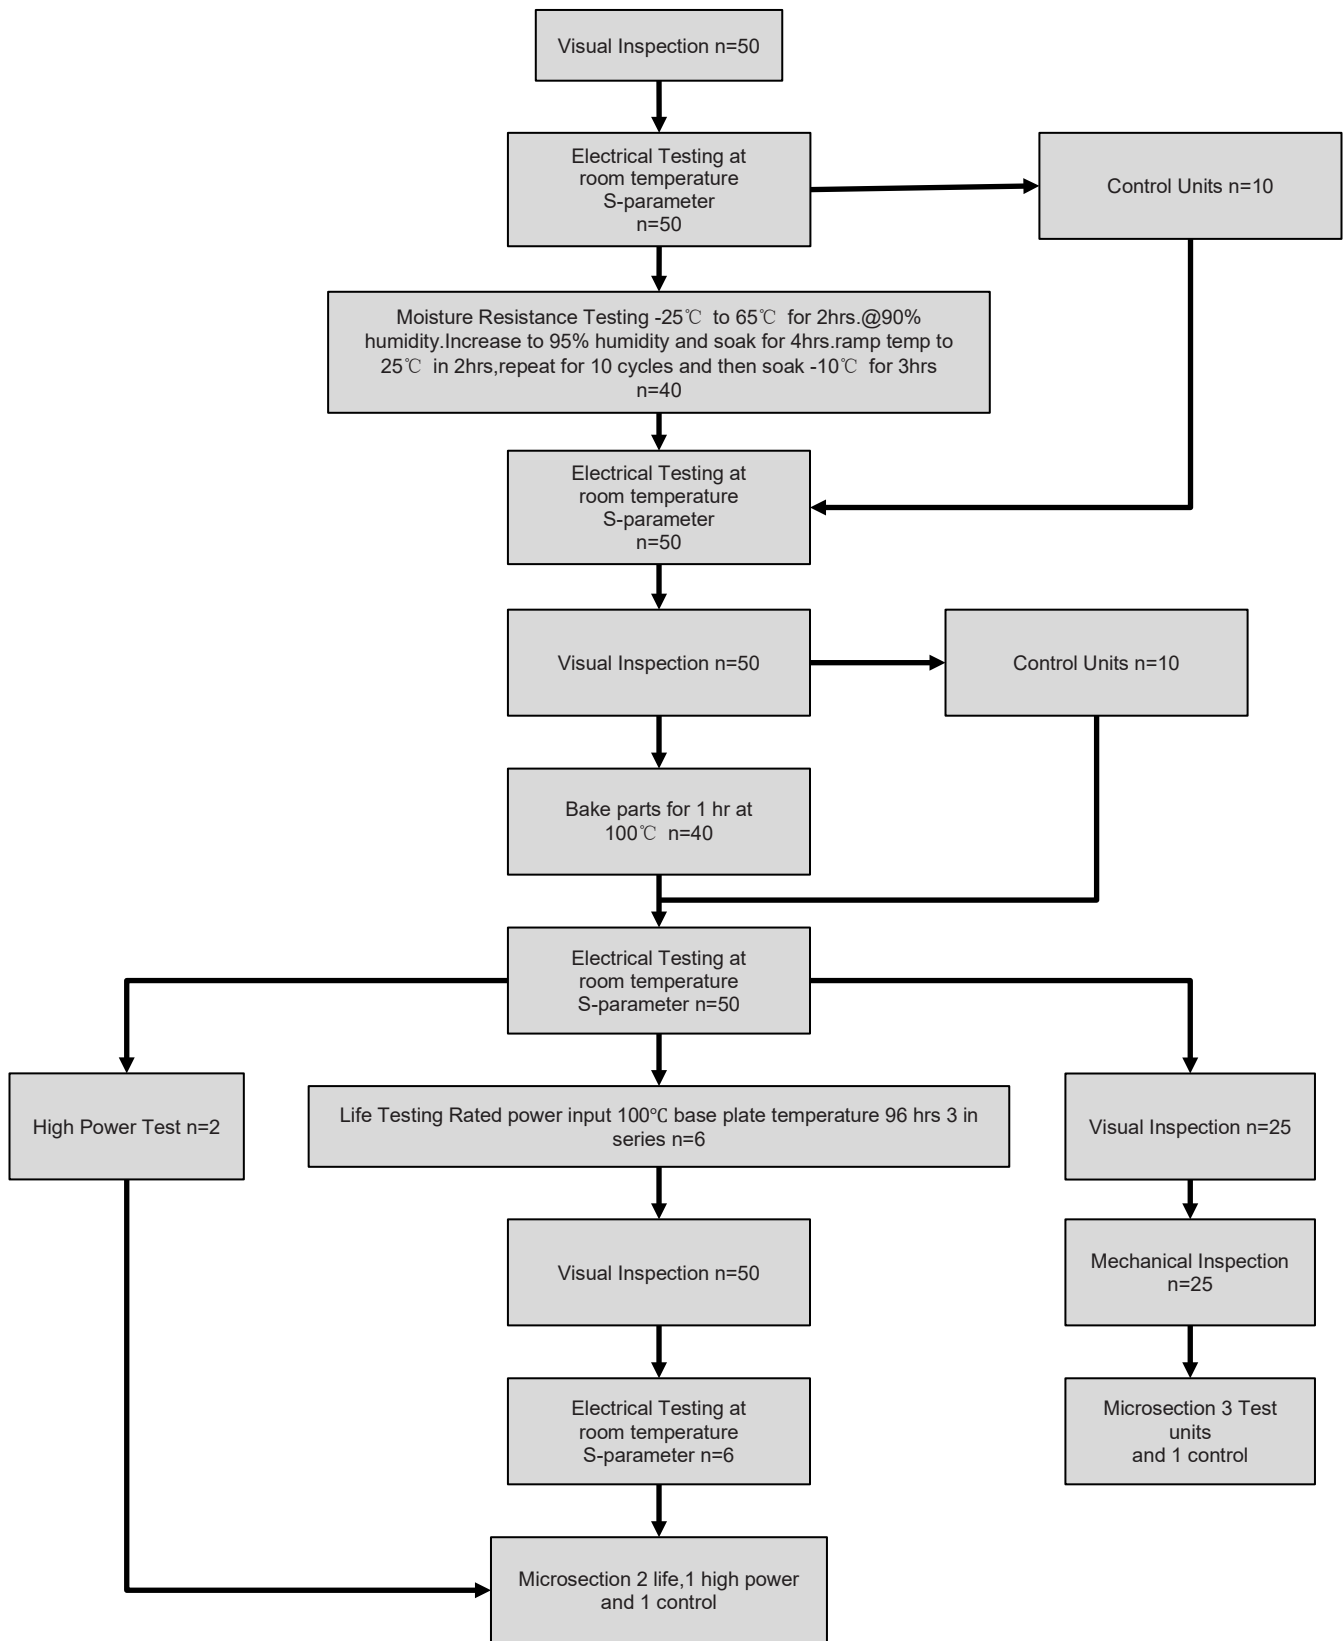 Visual Inspection n=50
Electrical Testing at
room temperature
S-parameter
n=50
Control Units n=10
Moisture Resistance Testing -25℃ to 65℃ for 2hrs.@90%
humidity.Increase to 95% humidity and soak for 4hrs.ramp temp to
25℃ in 2hrs,repeat for 10 cycles and then soak -10℃ for 3hrs
n=40
Electrical Testing at
room temperature
S-parameter
n=50
Visual Inspection n=50
Control Units n=10
Bake parts for 1 hr at
100℃ n=40
Electrical Testing at
room temperature
S-parameter n=50
High Power Test n=2
Life Testing Rated power input 100℃ base plate temperature 96 hrs 3 in
series n=6
Visual Inspection n=25
Visual Inspection n=50
Mechanical Inspection
n=25
Electrical Testing at
room temperature
S-parameter n=6
Microsection 3 Test
units
and 1 control
Microsection 2 life,1 high power
and 1 control